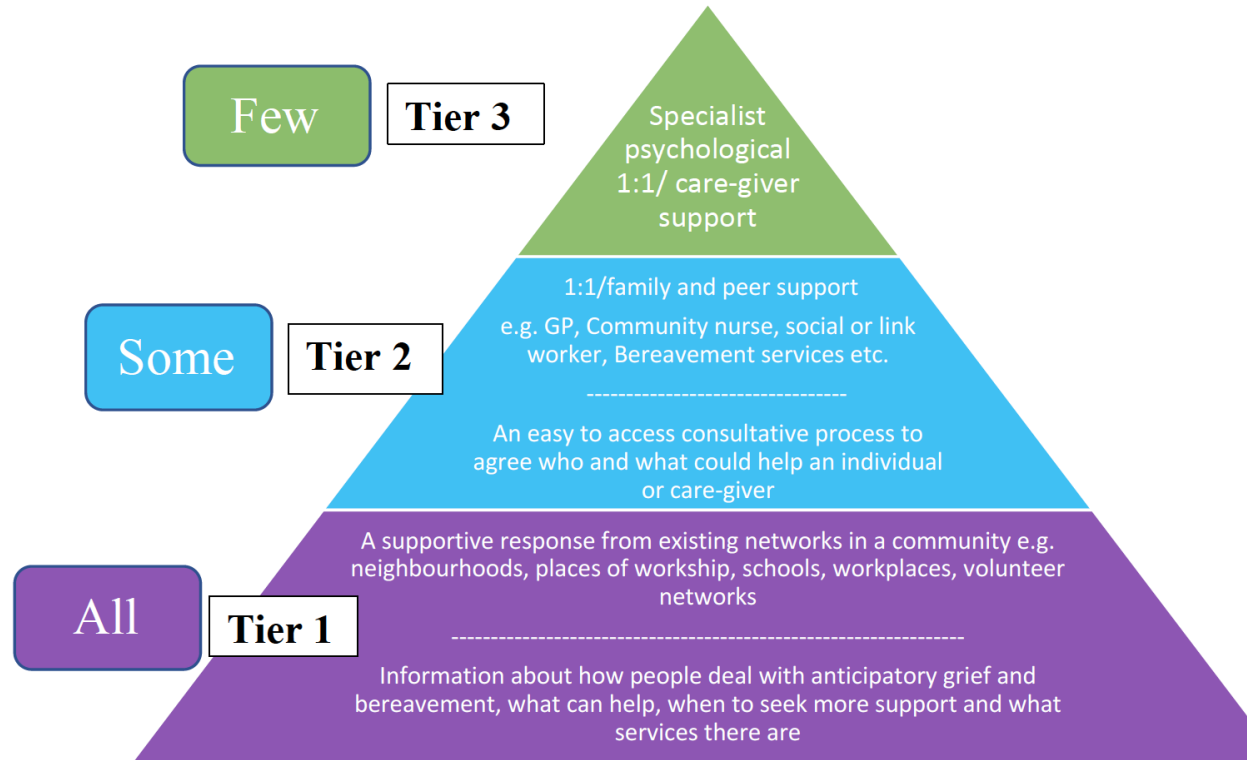 Few
Tier 3
Specialist
psychological
1:1/ care-giver
support
Some
Tier 2
1:1/family and peer support
e.g. GP, Community nurse, social or link
worker, Bereavement services etc.
---------------------------------
An easy to access consultative process to
agree who and what could help an individual
or care-giver
All
Tier 1
A supportive response from existing networks in a community e.g.
neighbourhoods, places of workship, schools, workplaces, volunteer
networks
-----------------------------------------------------------------
Information about how people deal with anticipatory grief and
bereavement, what can help, when to seek more support and what
services there are